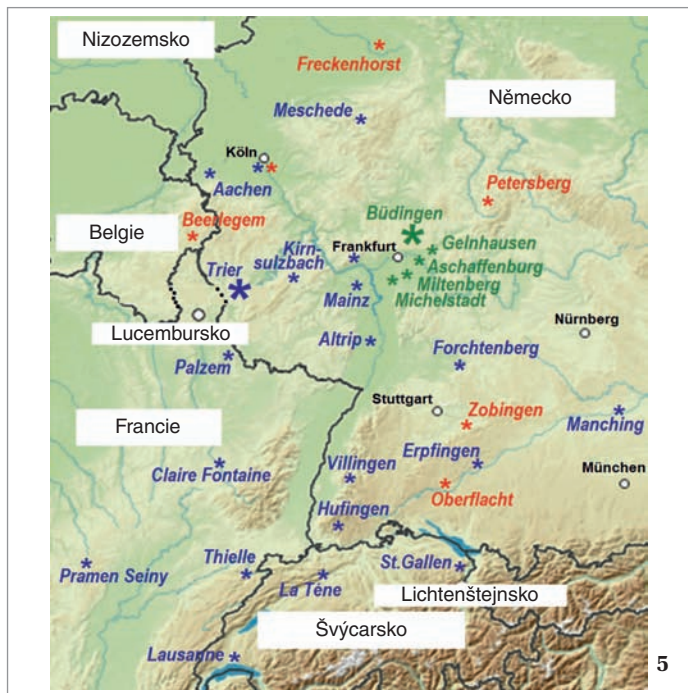 Nizozemsko
Freckenhorst
Německo
Meschede
Köln
Aachen
Petersberg
Büdingen
Beerlegem
Belgie
Kirn-
sulzbach
Frankfurt
Gelnhausen
Aschaffenburg
Trier
Miltenberg
Mainz
Michelstadt
Lucembursko
Nürnberg
Altrip
Forchtenberg
Palzem
Stuttgart
Zobingen
Francie
Manching
Erpfingen
Claire Fontaine
Villingen
München
Oberflacht
Hufingen
Thielle
St.Gallen
Pramen Seiny
La Téne
Lichtenštejnsko
Švýcarsko
Lausanne
5